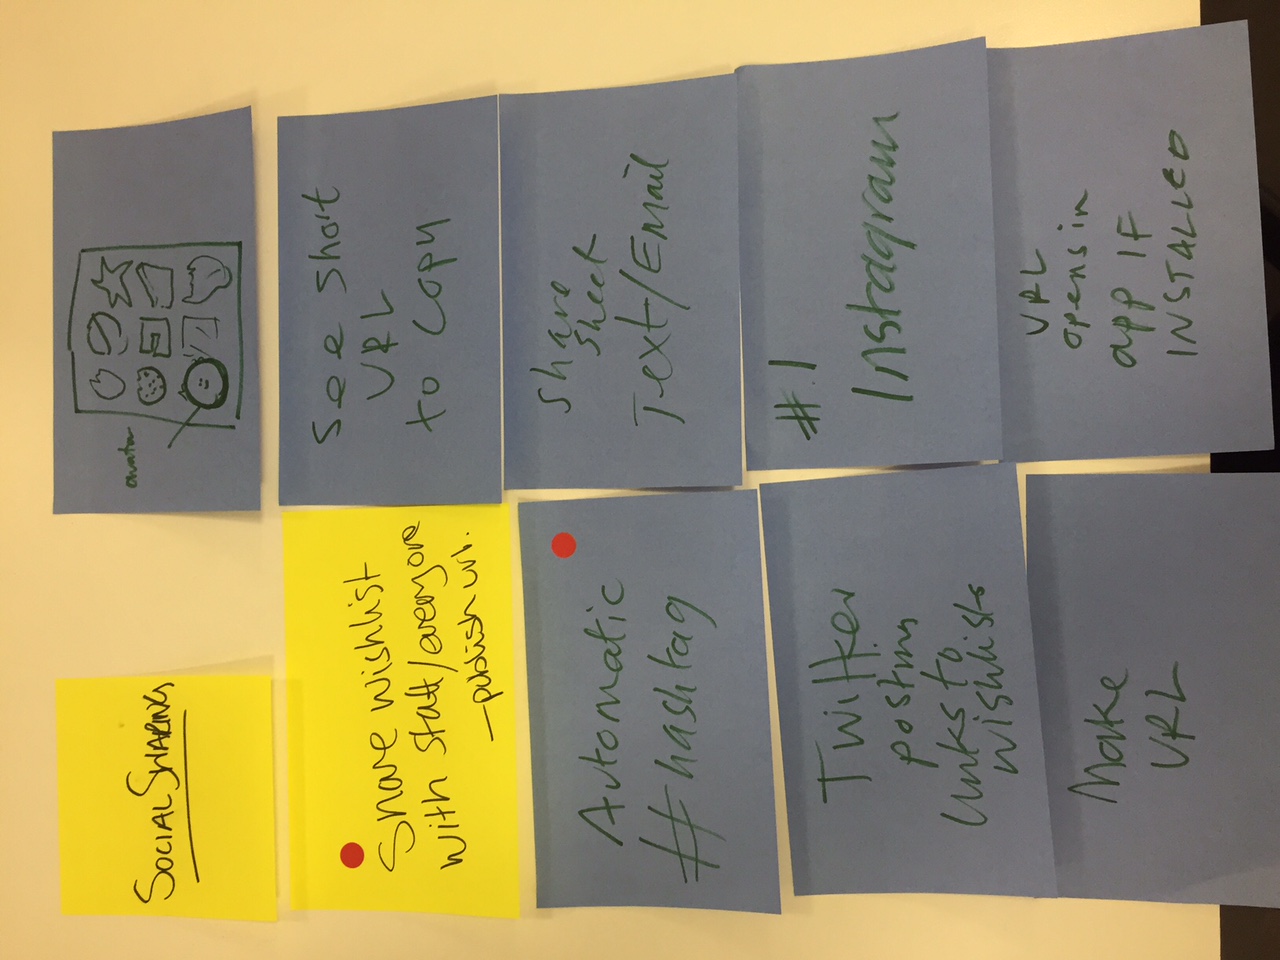 SOCIAL SHARING
avatar
Share wishlist
with staff/everyone
—publish url.
See short
URL
to copy
Automatic
#hashtag
Share
sheet
Text/Email
Twitter
posting
links to
wishlists
#1
Instagram
Make
URL
URL
opens in
app IF
INSTALLED